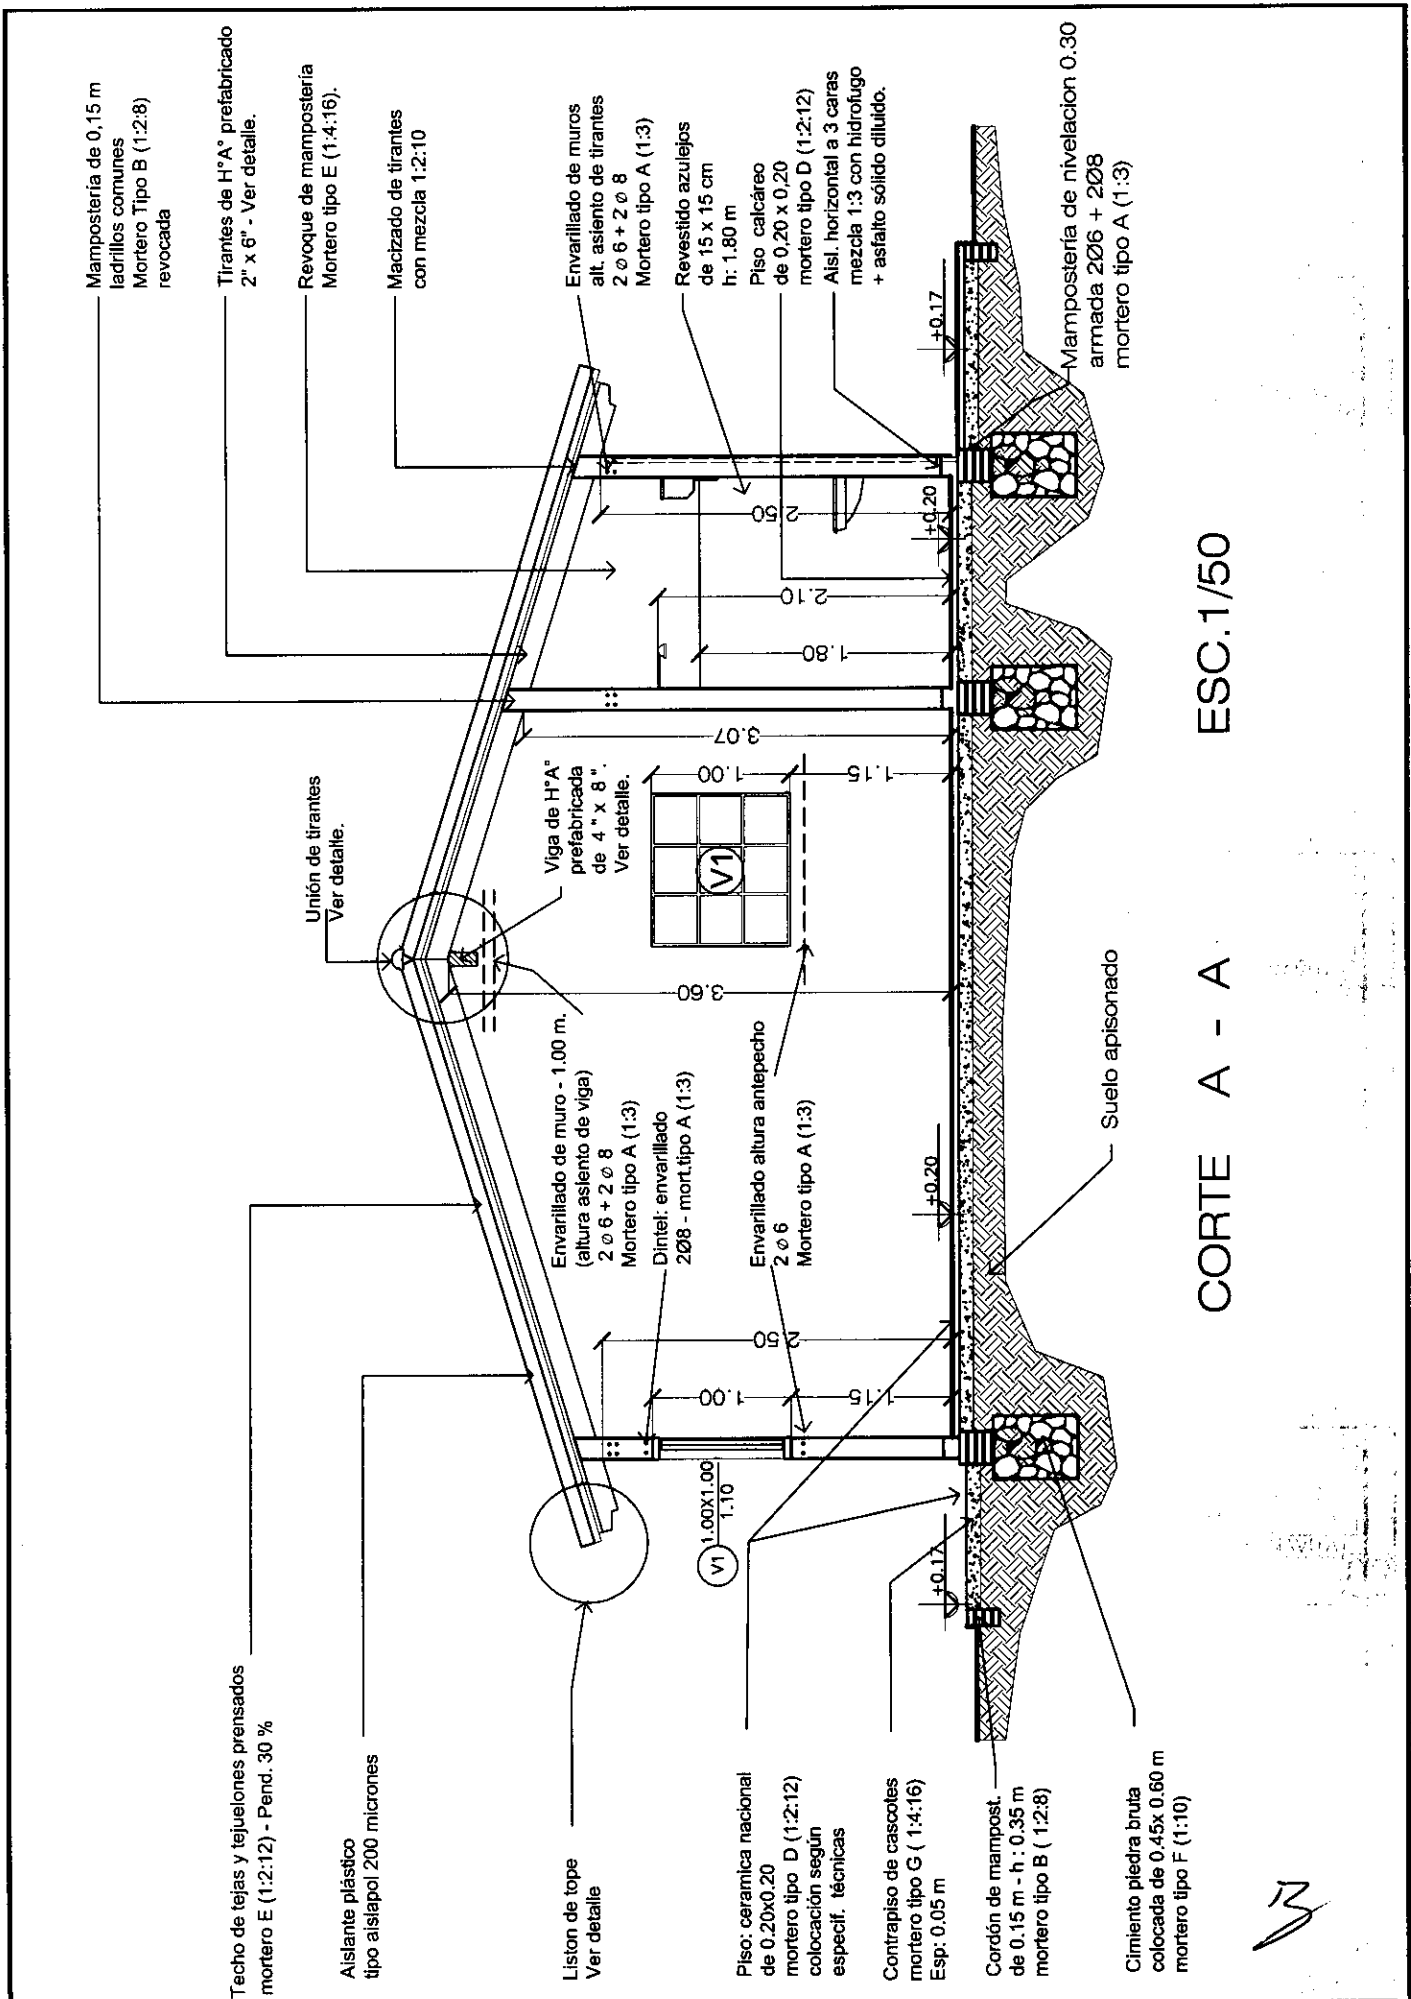 Techo de tejas y tejuelones prensados
mortero E (1:2:12) - Pend. 30 %
Aislante plástico
tipo aislapol 200 micrones
Liston de tope
Ver detalle
Piso: ceramica nacional
de 0.20x0.20
mortero tipo D (1:2:12)
colocación según
especif. técnicas
Contrapiso de cascotes
mortero tipo G ( 1:4:16)
Esp: 0.05 m
Cordón de mampost.
de 0.15 m - h : 0.35 m
mortero tipo B ( 1:2:8)
Cimiento piedra bruta
colocada de 0.45x 0.60 m
mortero tipo F (1:10)
Unión de tirantes
Ver detalle.
Viga de H°A°
prefabricada
de 4 " x 8 ".
Ver detalle.
Envarillado de muro - 1.00 m.
(altura asiento de viga)
2 ø 6 + 2 ø 8
Mortero tipo A (1:3)
Dintel: envarillado
2Ø8 - mort.tipo A (1:3)
Envarillado altura antepecho
2 ø 6
Mortero tipo A (1:3)
V1
1.00X1.00
1.10
V1
2.50
1.00
1.15
3.60
1.00
1.15
3.07
1.80
2.10
2.50
+0.17
+0.20
+0.20
+0.17
Mampostería de 0,15 m
ladrillos comunes
Mortero Tipo B (1:2:8)
revocada
Tirantes de H°A° prefabricado
2" x 6" - Ver detalle.
Revoque de mampostería
Mortero tipo E (1:4:16).
Macizado de tirantes
con mezcla 1:2:10
Envarillado de muros
alt. asiento de tirantes
2 ø 6 + 2 ø 8
Mortero tipo A (1:3)
Revestido azulejos
de 15 x 15 cm
h: 1.80 m
Piso calcáreo
de 0,20 x 0,20
mortero tipo D (1:2:12)
Aisl. horizontal a 3 caras
mezcla 1:3 con hidrofugo
+ asfalto sólido diluido.
Mampostería de nivelacion 0.30
armada 2Ø6 + 2Ø8
mortero tipo A (1:3)
Suelo apisonado
CORTE A - A ESC.1/50